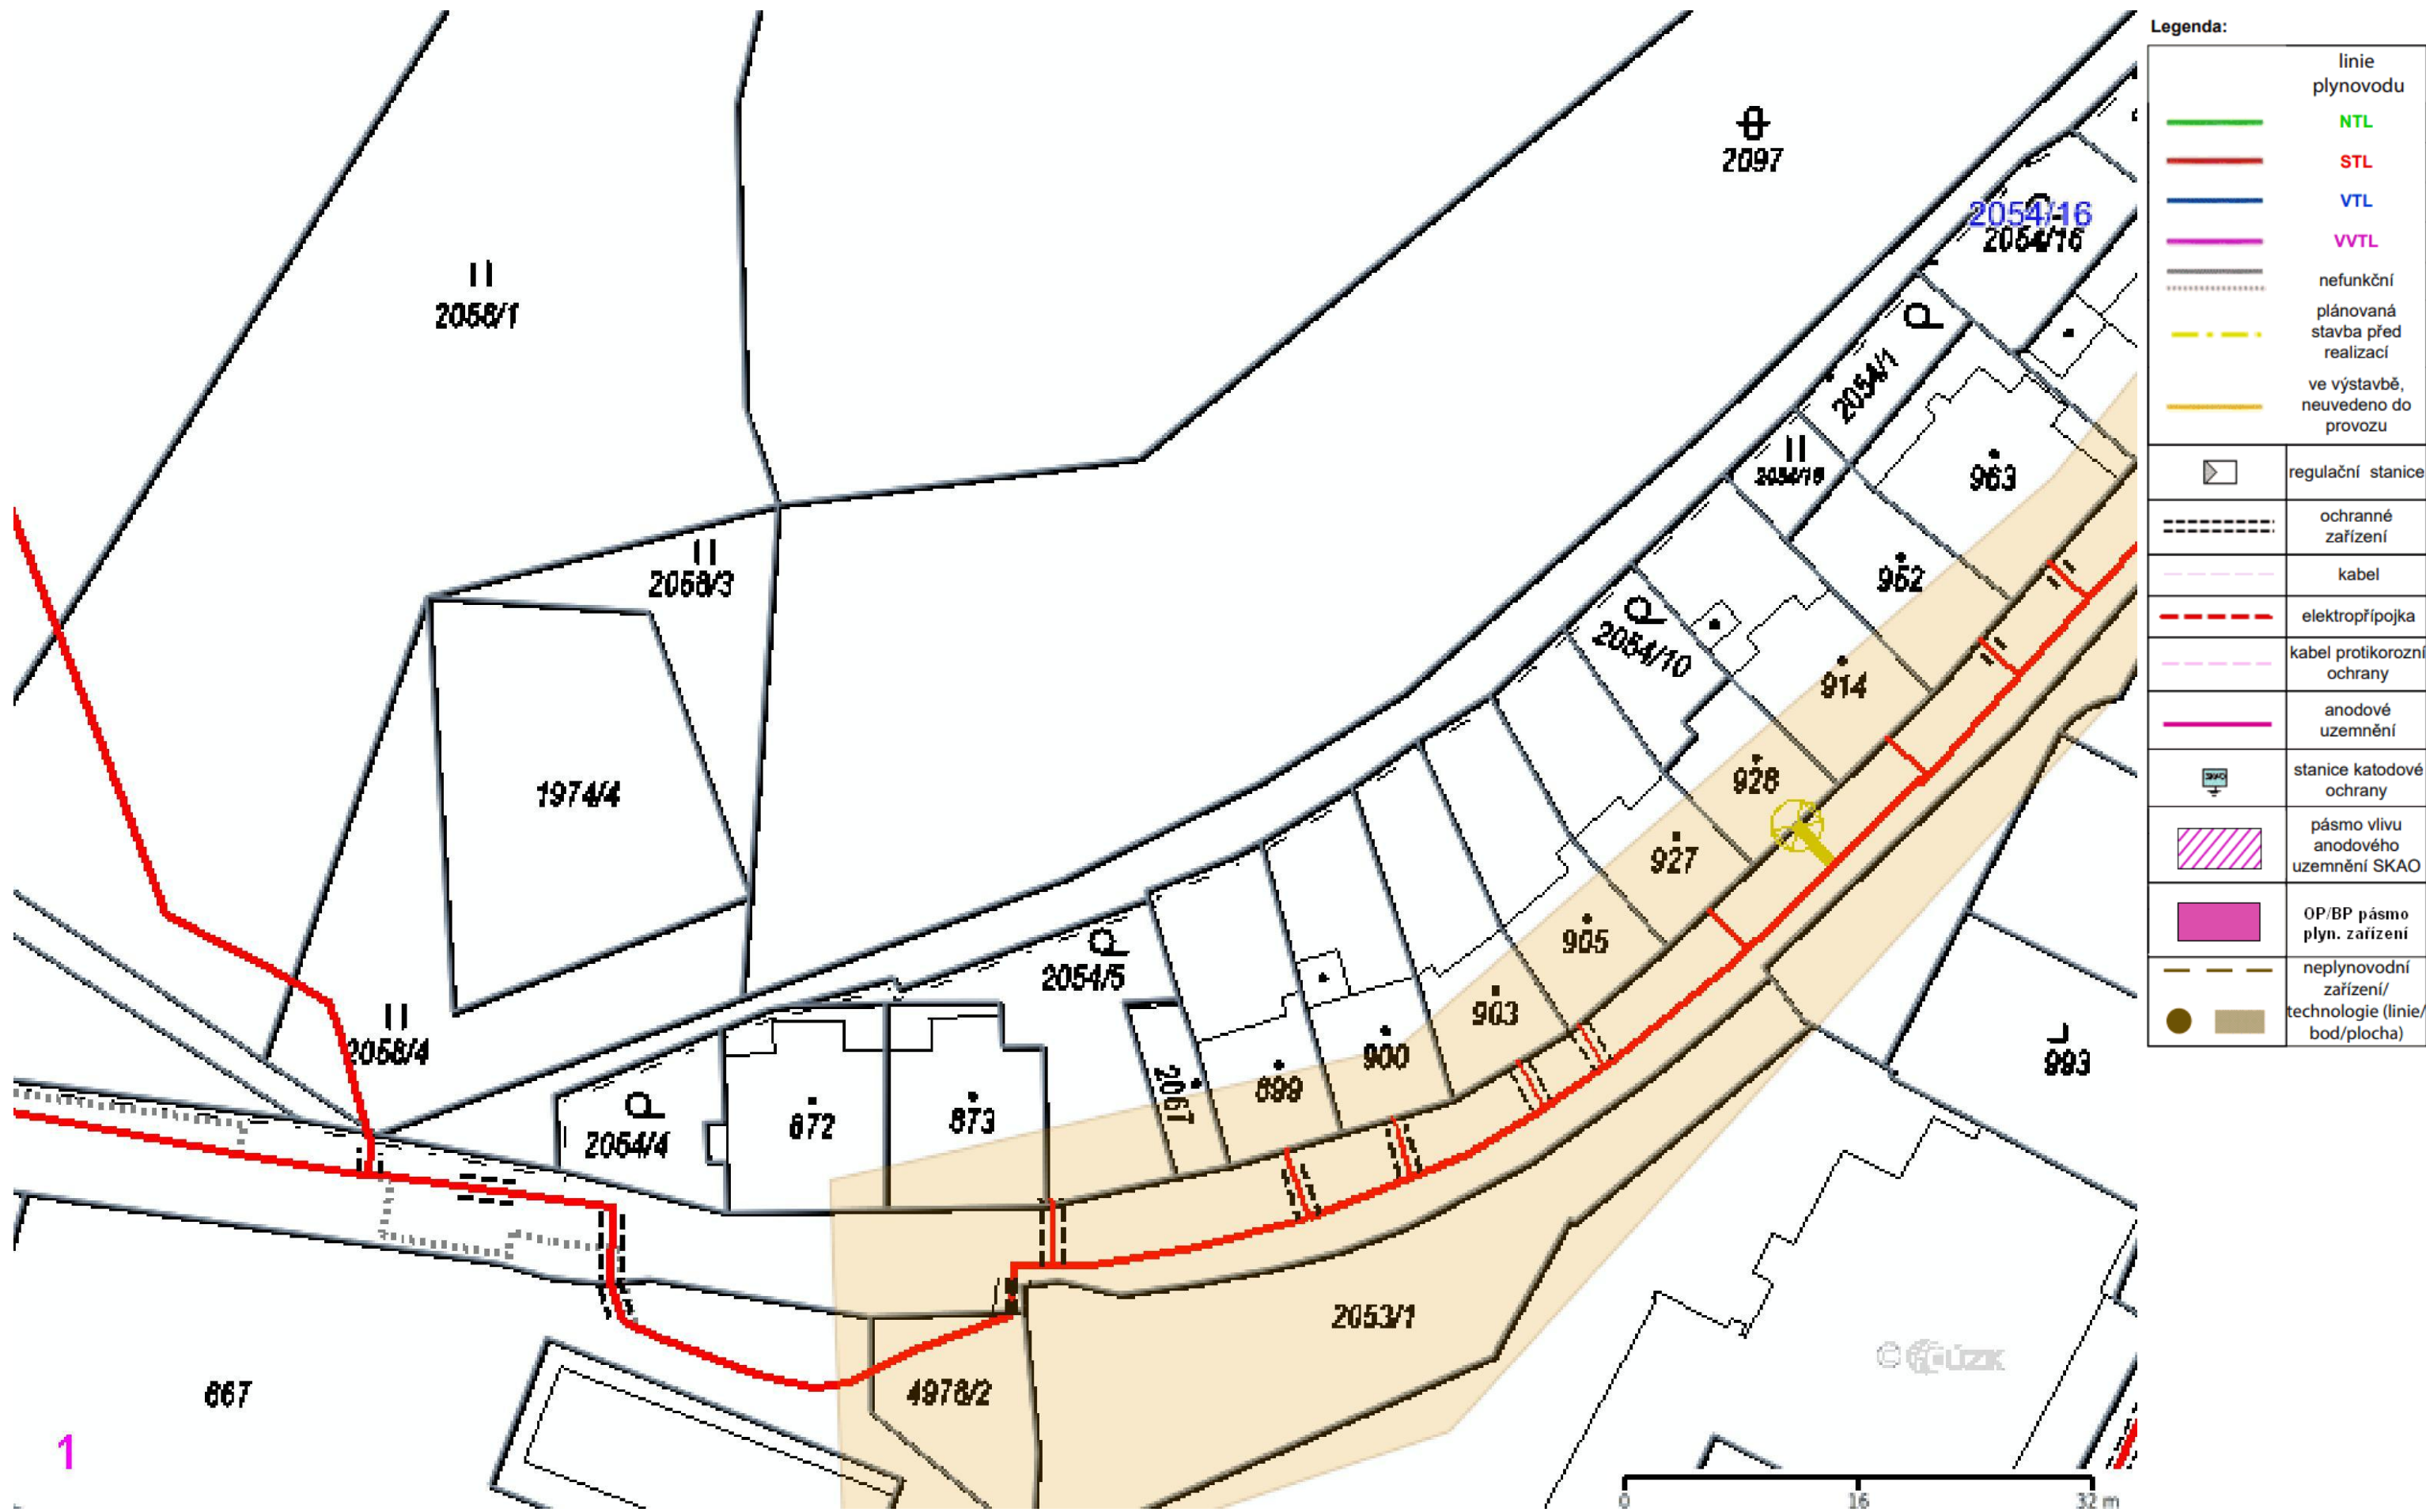 Legenda:
linie
plynovodu
NTL
STL
VTL
VVTL
nefunkční
plánovaná
stavba před
realizací
ve výstavbě,
neuvedeno do
provozu
regulační stanice
ochranné
zařízení
kabel
elektropřípojka
kabel protikorozní
ochrany
anodové
uzemnění
SKAO
stanice katodové
ochrany
pásmo vlivu
anodového
uzemnění SKAO
OP/BP pásmo
plyn. zařízení
neplynovodní
zařízení/
technologie (linie/
bod/plocha)
2097
2054/16
2054/16
2058/1
2054/1
963
2058/3
952
2054/10
914
1974/4
928
927
905
2054/5
903
2058/4
900
899
993
872
873
2054/4
2053/1
867
4978/2
1
© ČÚZK
0 16 32 m